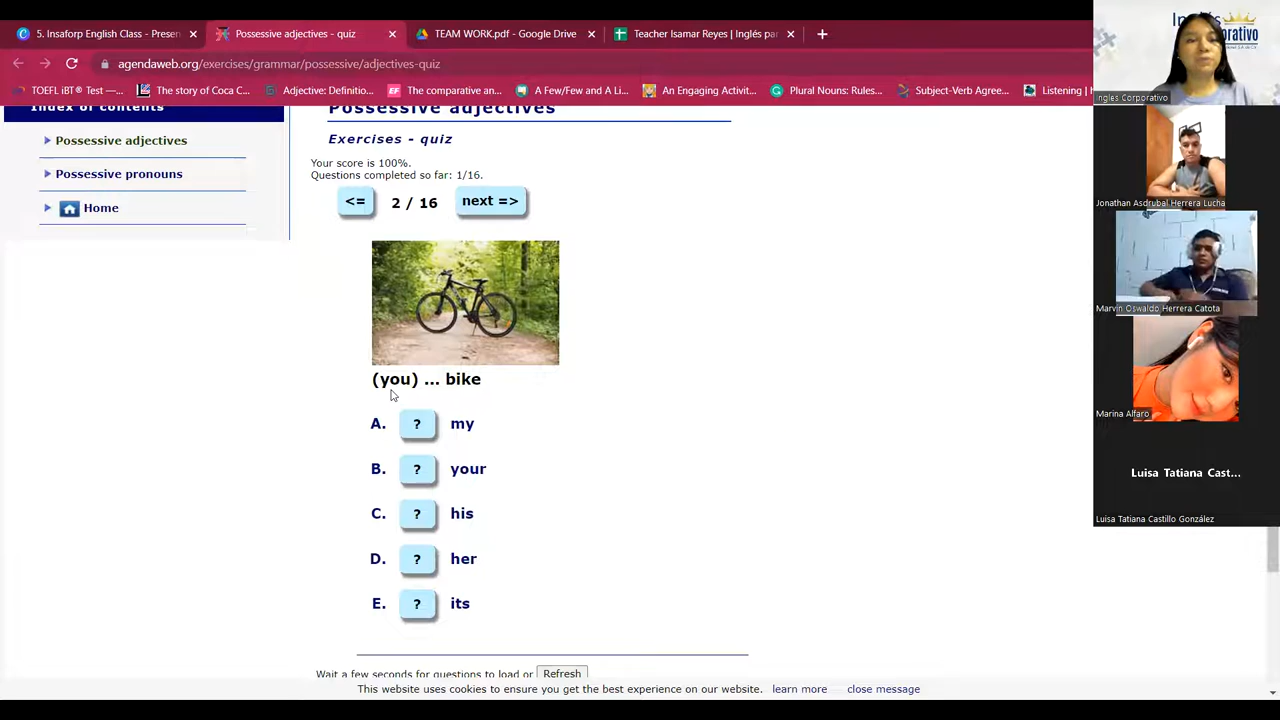 5. Insaforp English Class - Presen
Possessive adjectives - quiz
TEAM WORK.pdf - Google Drive
Teacher Isamar Reyes | Inglés par
agendaweb.org/exercises/grammar/possessive/adjectives-quiz
TOEFL iBT® Test —...
The story of Coca C...
Adjective: Definitio...
EF The comparative an...
A Few/Few and A Li...
An Engaging Activit...
Plural Nouns: Rules...
Subject-Verb Agree...
Listening | h
Index of contents
Possessive adjectives
Possessive pronouns
Home
Possessive adjectives
Exercises - quiz
Your score is 100%.
Questions completed so far: 1/16.
<= 2 / 16 next =>
(you) ... bike
A. ? my
B. ? your
C. ? his
D. ? her
E. ? its
Wait a few seconds for questions to load or Refresh
This website uses cookies to ensure you get the best experience on our website. learn more close message
Ingles Corporativo
Jonathan Asdrubal Herrera Lucha
Marvin Oswaldo Herrera Catota
Marina Alfaro
Luisa Tatiana Cast...
Luisa Tatiana Castillo González